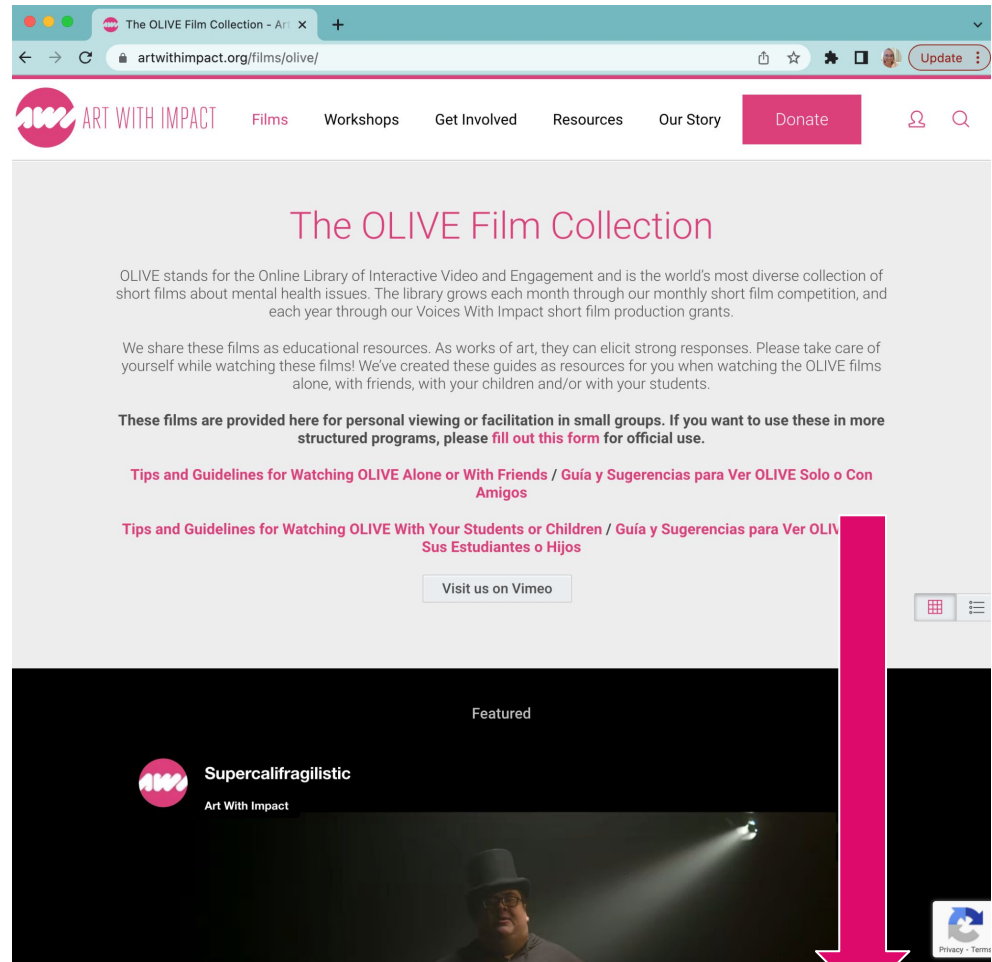 The OLIVE Film Collection - Ar
artwithimpact.org/films/olive/
Update
ART WITH IMPACT
Films
Workshops
Get Involved
Resources
Our Story
Donate
The OLIVE Film Collection
OLIVE stands for the Online Library of Interactive Video and Engagement and is the world's most diverse collection of
short films about mental health issues. The library grows each month through our monthly short film competition, and
each year through our Voices With Impact short film production grants.
We share these films as educational resources. As works of art, they can elicit strong responses. Please take care of
yourself while watching these films! We've created these guides as resources for you when watching the OLIVE films
alone, with friends, with your children and/or with your students.
These films are provided here for personal viewing or facilitation in small groups. If you want to use these in more
structured programs, please fill out this form for official use.
Tips and Guidelines for Watching OLIVE Alone or With Friends / Guía y Sugerencias para Ver OLIVE Solo o Con
Amigos
Tips and Guidelines for Watching OLIVE With Your Students or Children / Guía y Sugerencias para Ver OLIV
Sus Estudiantes o Hijos
Visit us on Vimeo
Featured
Supercalifragilistic
Art With Impact
Privacy - Terms